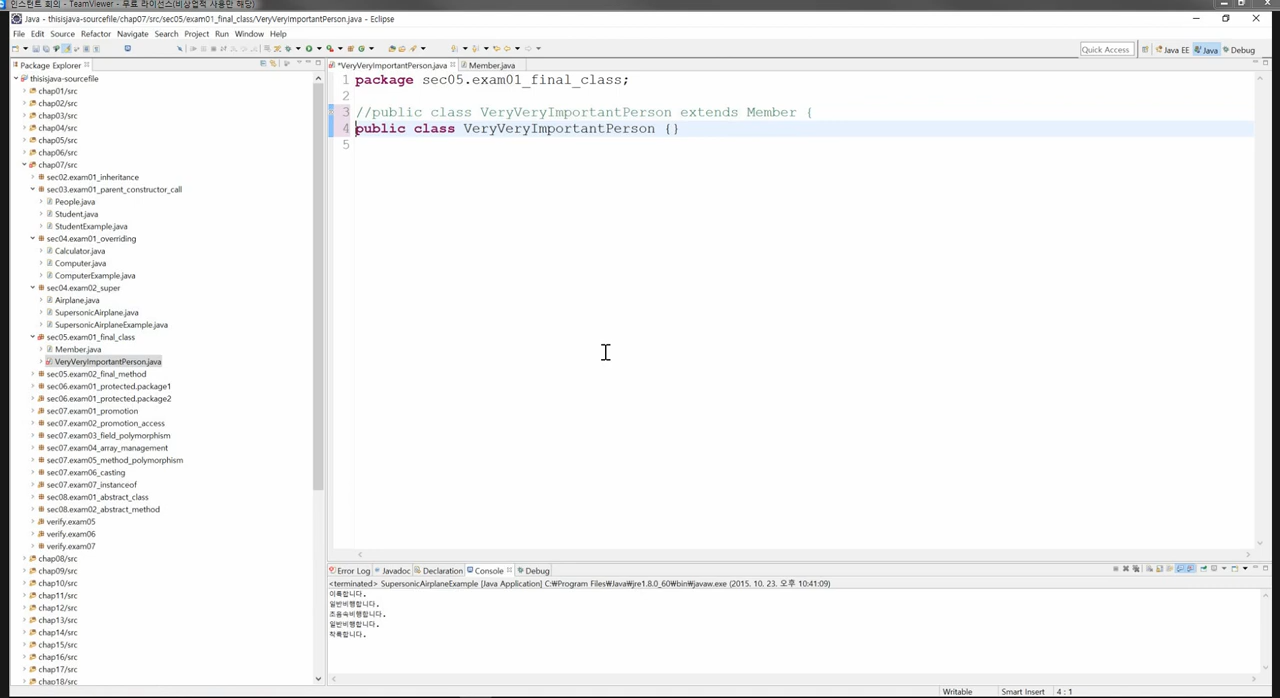 인스턴트 회의 - TeamViewer - 무료 라이선스(비상업적 사용만 해당)
Java - thisisjava-sourcefile/chap07/src/sec05/exam01_final_class/VeryVeryImportantPerson.java - Eclipse
File Edit Source Refactor Navigate Search Project Run Window Help
Quick Access Java EE Java Debug
Package Explorer
thisisjava-sourcefile
chap01/src
chap02/src
chap03/src
chap04/src
chap05/src
chap06/src
chap07/src
sec02.exam01_inheritance
sec03.exam01_parent_constructor_call
People.java
Student.java
StudentExample.java
sec04.exam01_overriding
Calculator.java
Computer.java
ComputerExample.java
sec04.exam02_super
Airplane.java
SupersonicAirplane.java
SupersonicAirplaneExample.java
sec05.exam01_final_class
Member.java
VeryVeryImportantPerson.java
sec05.exam02_final_method
sec06.exam01_protected.package1
sec06.exam01_protected.package2
sec07.exam01_promotion
sec07.exam02_promotion_access
sec07.exam03_field_polymorphism
sec07.exam04_array_management
sec07.exam05_method_polymorphism
sec07.exam06_casting
sec07.exam07_instanceof
sec08.exam01_abstract_class
sec08.exam02_abstract_method
verify.exam05
verify.exam06
verify.exam07
chap08/src
chap09/src
chap10/src
chap11/src
chap12/src
chap13/src
chap14/src
chap15/src
chap16/src
chap17/src
chap18/src
*VeryVeryImportantPerson.java Member.java
1 package sec05.exam01_final_class;
2
3 //public class VeryVeryImportantPerson extends Member {
4 public class VeryVeryImportantPerson {}
5
Error Log Javadoc Declaration Console Debug
<terminated> SupersonicAirplaneExample [Java Application] C:₩Program Files₩Java₩jre1.8.0_60₩bin₩javaw.exe (2015. 10. 23. 오후 10:41:09)
이륙합니다.
일반비행합니다.
초음속비행합니다.
일반비행합니다.
착륙합니다.
Writable Smart Insert 4 : 1